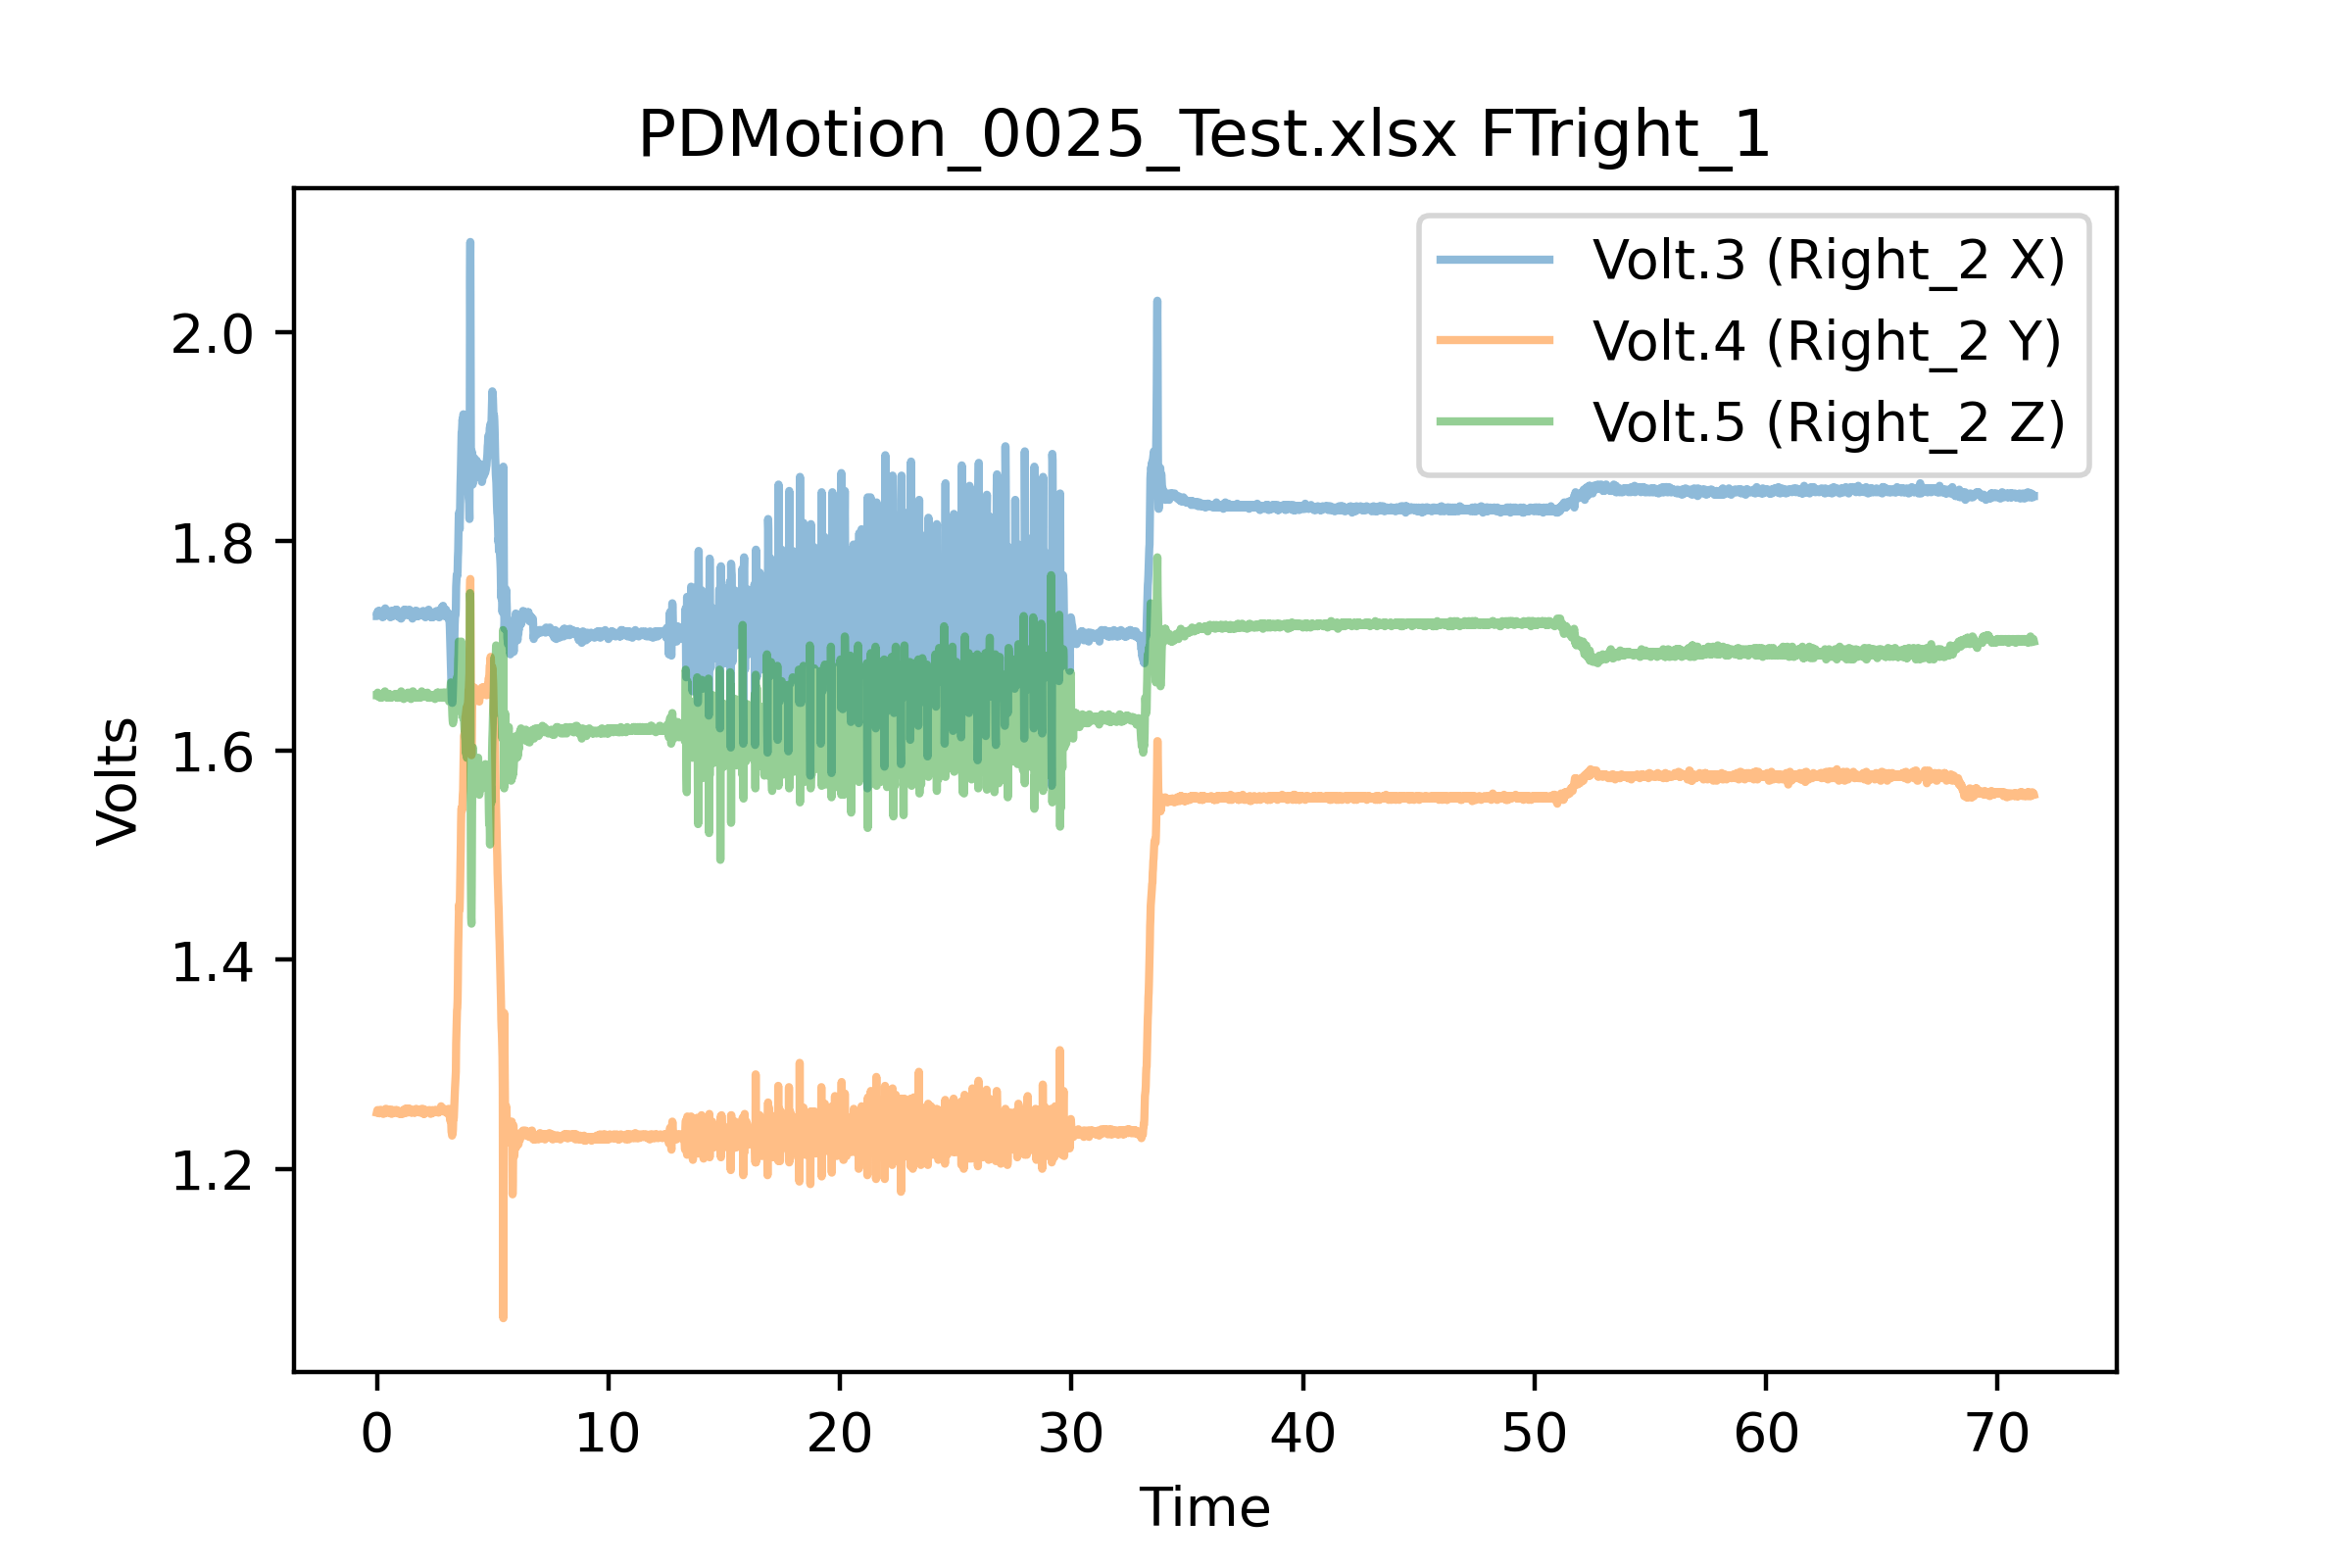 PDMotion_0025_Test.xlsx FTright_1
Volt.3 (Right_2 X)
Volt.4 (Right_2 Y)
Volt.5 (Right_2 Z)
2.0
1.8
1.6
1.4
1.2
Volts
0 10 20 30 40 50 60 70
Time